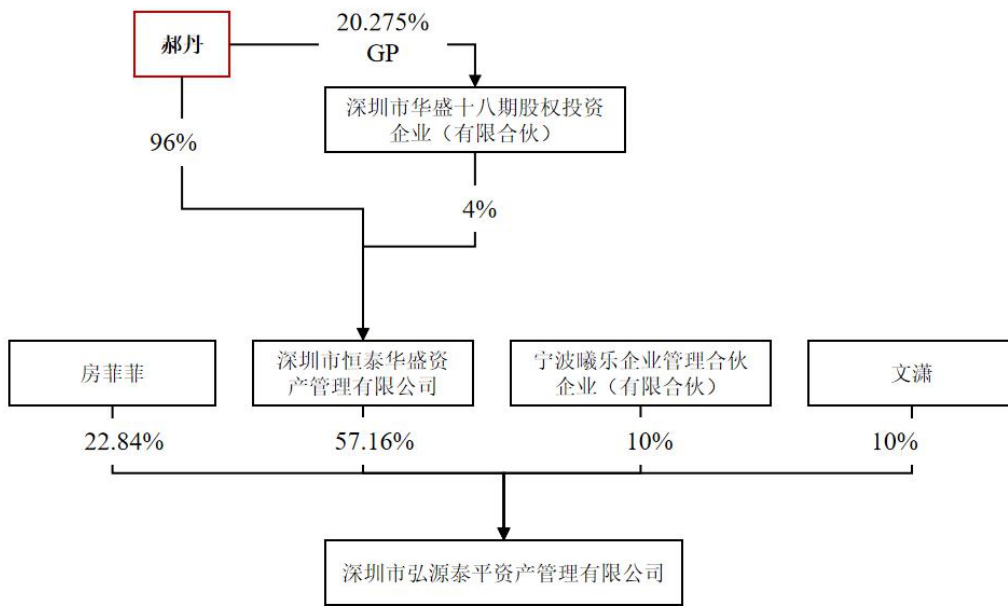 郝丹
20.275%
GP
深圳市华盛十八期股权投资
企业（有限合伙）
96%
4%
房菲菲
深圳市恒泰华盛资
产管理有限公司
宁波曦乐企业管理合伙
企业（有限合伙）
文潇
22.84%
57.16%
10%
10%
深圳市弘源泰平资产管理有限公司